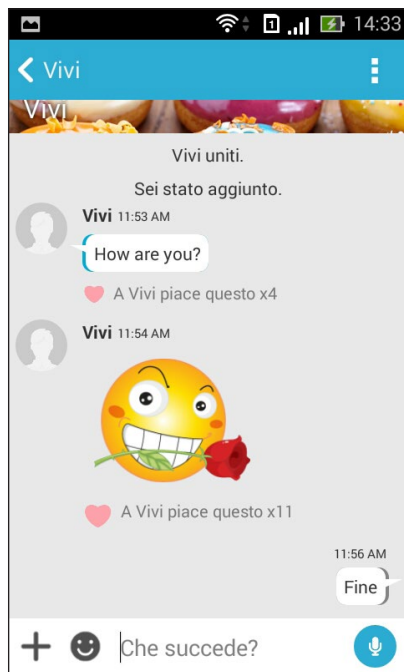 1 14:33
Vivi
Vivi
Vivi uniti.
Sei stato aggiunto.
Vivi 11:53 AM
How are you?
A Vivi piace questo x4
Vivi 11:54 AM
A Vivi piace questo x11
11:56 AM
Fine
Che succede?